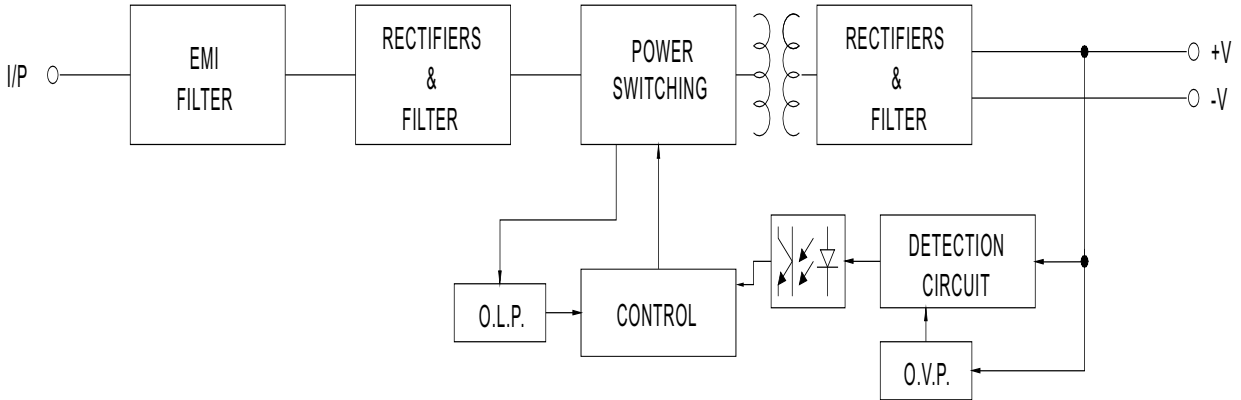 I/P
EMI
FILTER
RECTIFIERS
&
FILTER
POWER
SWITCHING
RECTIFIERS
&
FILTER
+V
-V
O.L.P.
CONTROL
DETECTION
CIRCUIT
O.V.P.